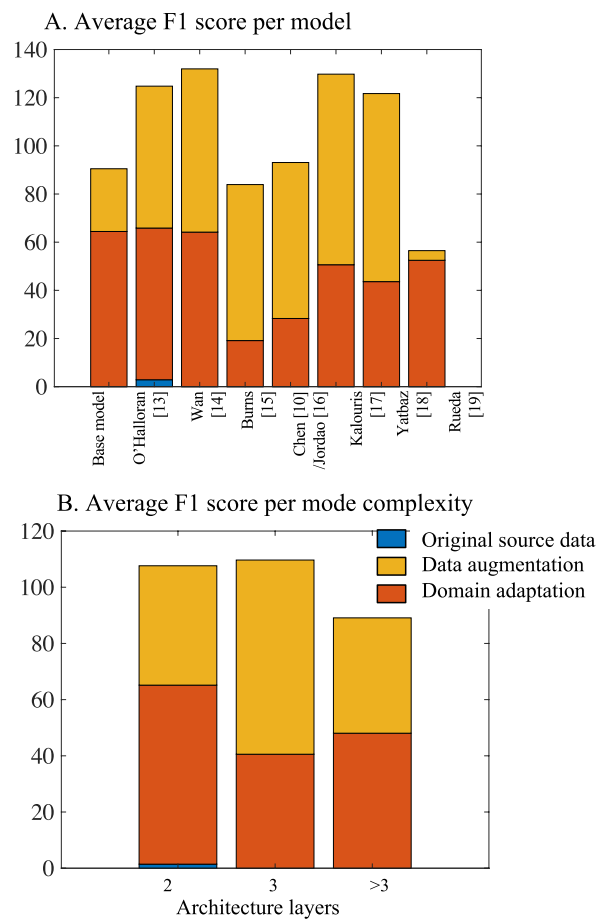 A. Average F1 score per model
140
120
100
80
60
40
20
0
Base model
O'Halloran
[13]
Wan
[14]
Burns
[15]
Chen [10]
/Jordao [16]
Kalouris
[17]
Yatbaz
[18]
Rueda
[19]
B. Average F1 score per mode complexity
120
100
80
60
40
20
0
Original source data
Data augmentation
Domain adaptation
2
3
>3
Architecture layers